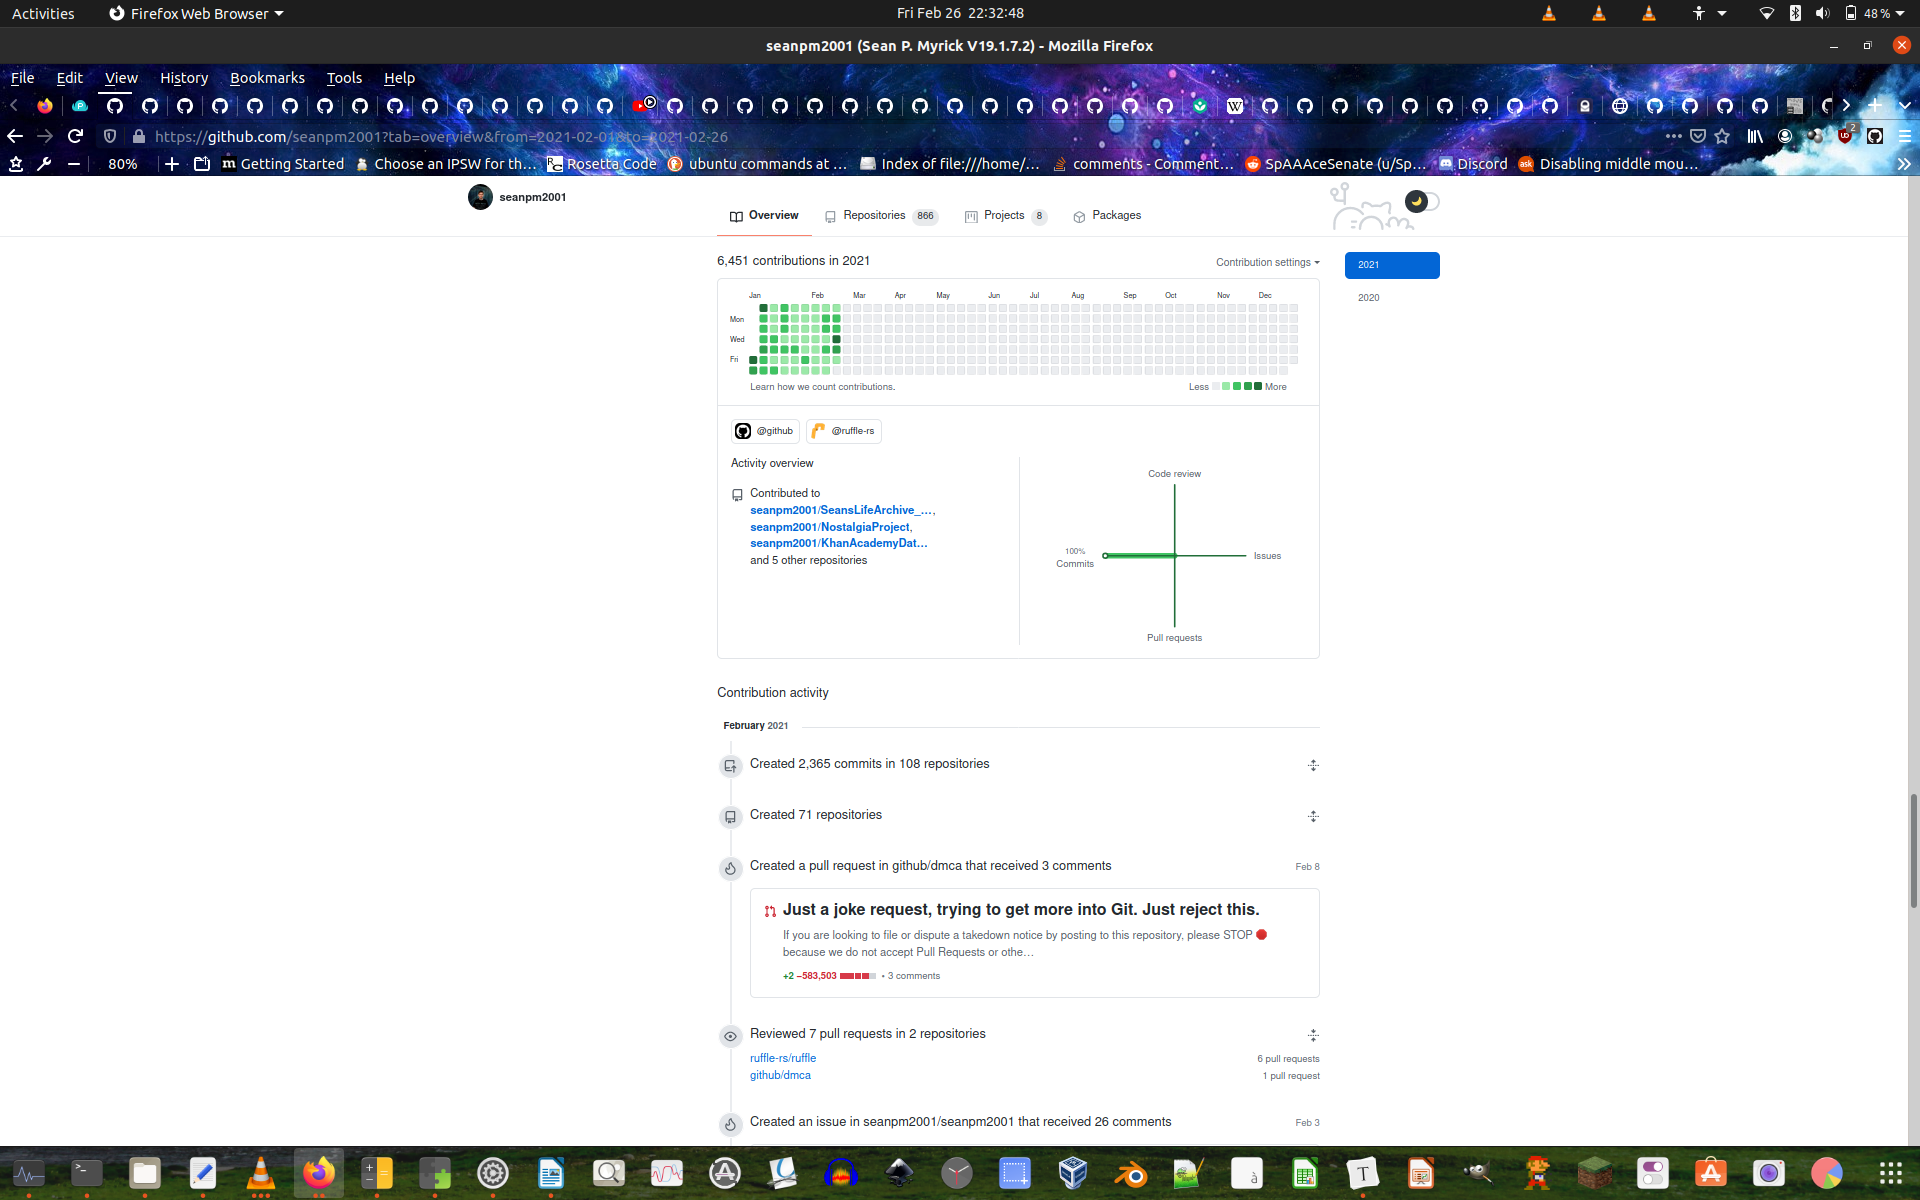 Activities
Firefox Web Browser
Fri Feb 26 22:32:48
48 %
seanpm2001 (Sean P. Myrick V19.1.7.2) - Mozilla Firefox
File Edit View History Bookmarks Tools Help
https://github.com/seanpm2001?tab=overview&from=2021-02-01&to=2021-02-26
80% Getting Started Choose an IPSW for th… Rosetta Code ubuntu commands at … Index of file:///home/… comments - Comment… SpAAAceSenate (u/Sp… Discord Disabling middle mou…
seanpm2001
Overview Repositories 866 Projects 8 Packages
6,451 contributions in 2021
Contribution settings
2021
2020
Jan Feb Mar Apr May Jun Jul Aug Sep Oct Nov Dec
Mon
Wed
Fri
Learn how we count contributions.
Less More
@github @ruffle-rs
Activity overview
Contributed to
seanpm2001/SeansLifeArchive_…,
seanpm2001/NostalgiaProject,
seanpm2001/KhanAcademyDat…
and 5 other repositories
Code review
100%
Commits
Issues
Pull requests
Contribution activity
February 2021
Created 2,365 commits in 108 repositories
Created 71 repositories
Created a pull request in github/dmca that received 3 comments Feb 8
Just a joke request, trying to get more into Git. Just reject this.
If you are looking to file or dispute a takedown notice by posting to this repository, please STOP
because we do not accept Pull Requests or othe…
+2 −583,503 • 3 comments
Reviewed 7 pull requests in 2 repositories
ruffle-rs/ruffle 6 pull requests
github/dmca 1 pull request
Created an issue in seanpm2001/seanpm2001 that received 26 comments Feb 3